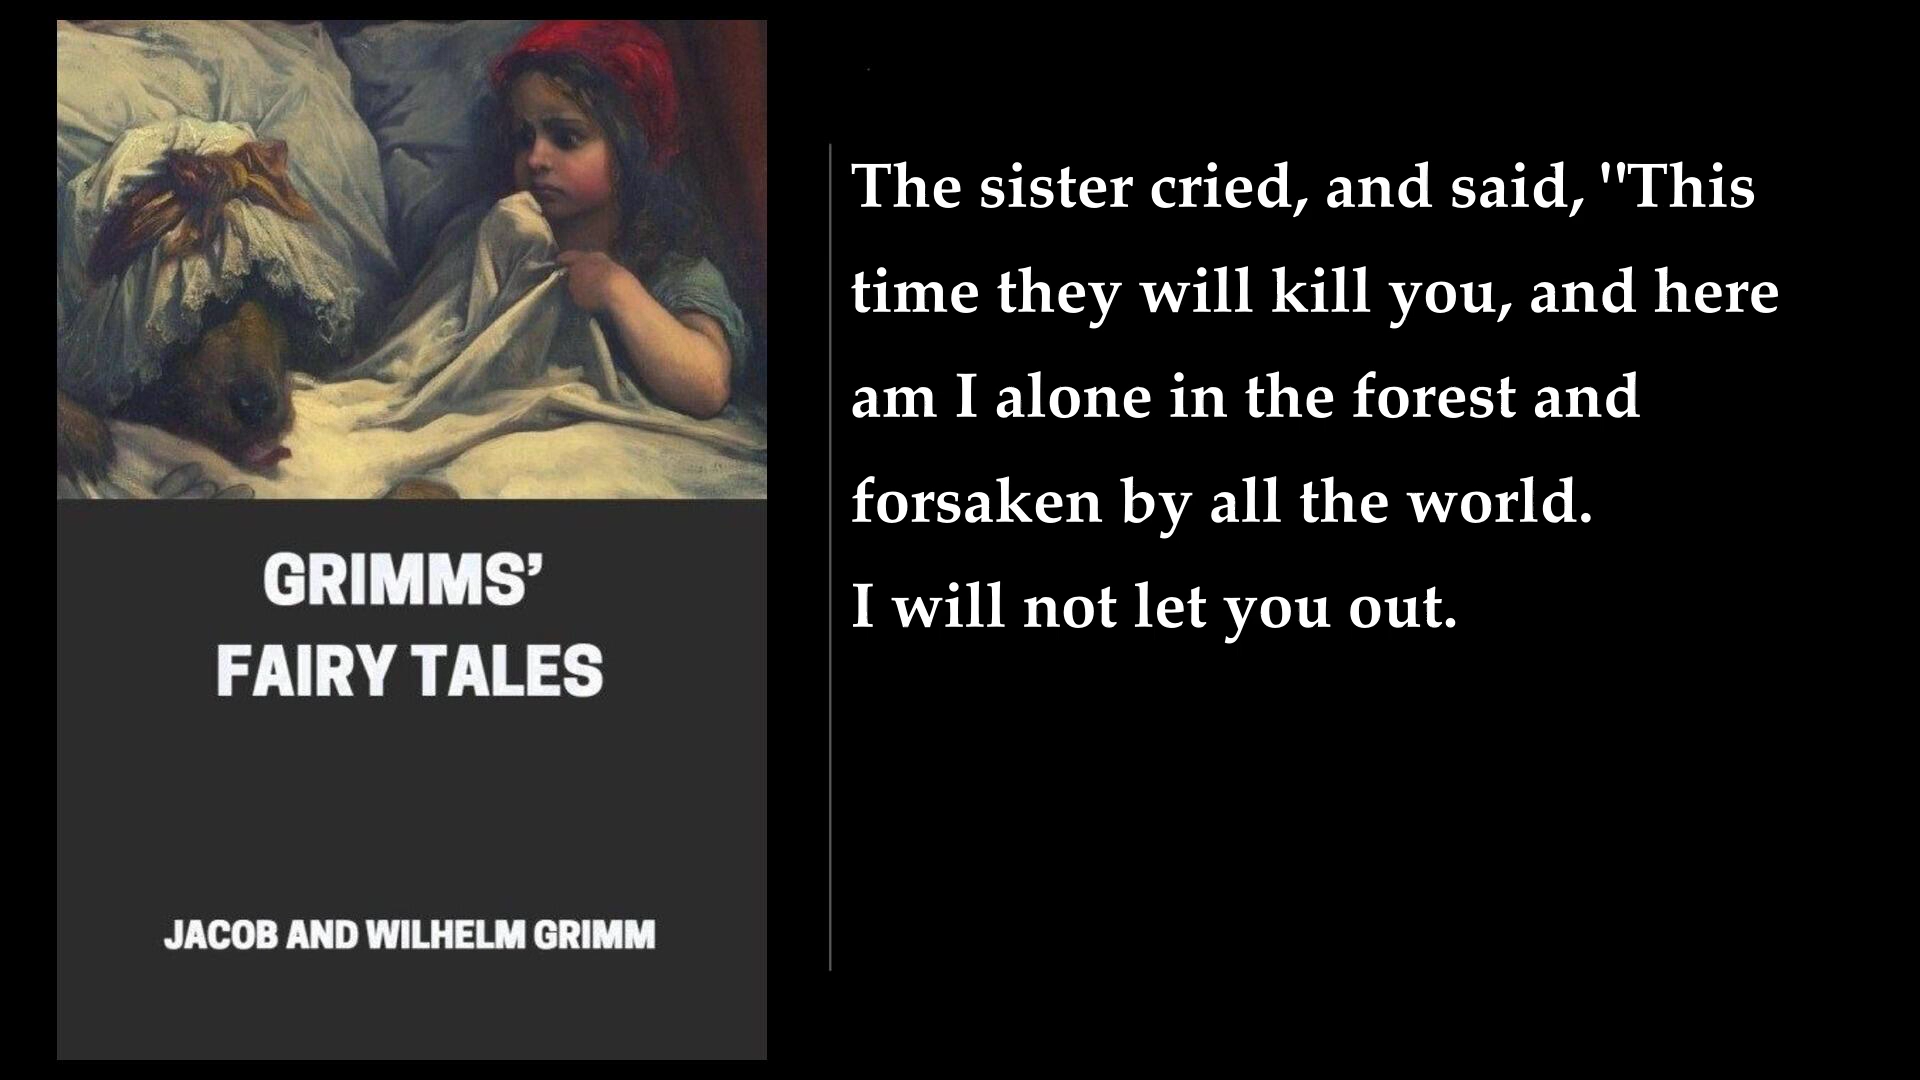 GRIMMS’
FAIRY TALES
JACOB AND WILHELM GRIMM
The sister cried, and said, "This
time they will kill you, and here
am I alone in the forest and
forsaken by all the world.
I will not let you out.